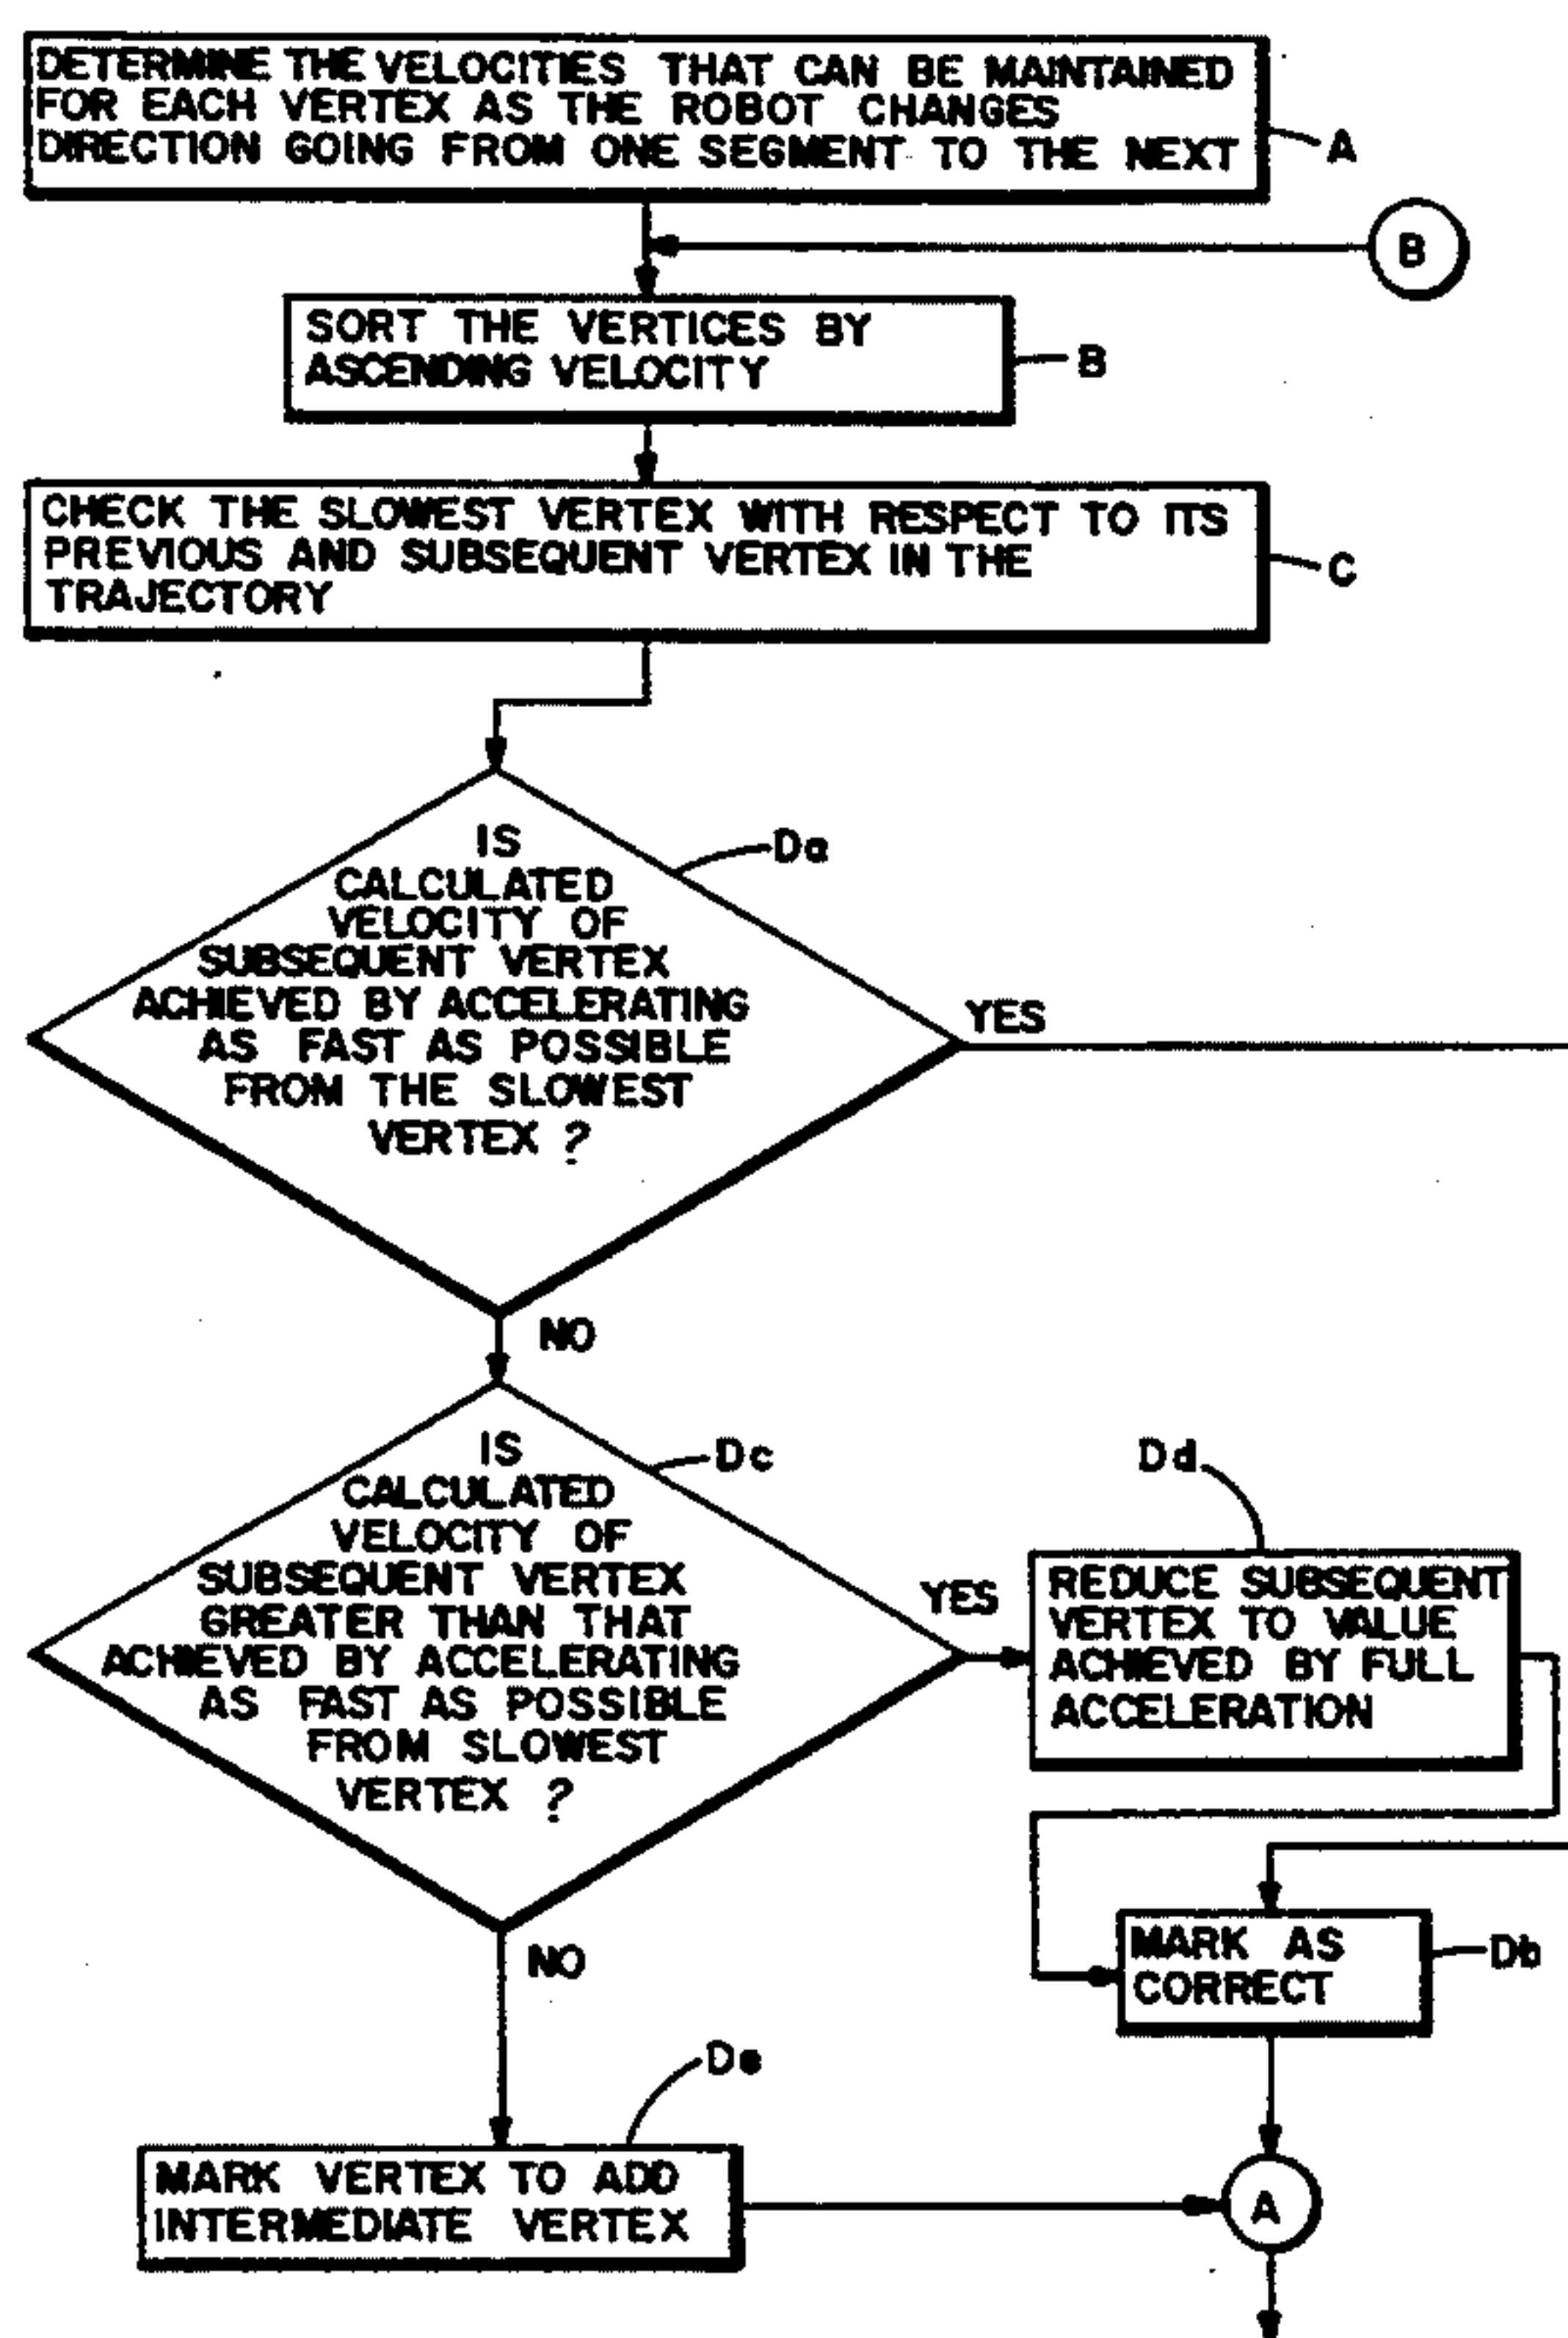 DETERMINE THE VELOCITIES THAT CAN BE MAINTAINED
FOR EACH VERTEX AS THE ROBOT CHANGES
DIRECTION GOING FROM ONE SEGMENT TO THE NEXT
A
B
SORT THE VERTICES BY
ASCENDING VELOCITY
B
CHECK THE SLOWEST VERTEX WITH RESPECT TO ITS
PREVIOUS AND SUBSEQUENT VERTEX IN THE
TRAJECTORY
C
IS
CALCULATED
VELOCITY OF
SUBSEQUENT VERTEX
ACHIEVED BY ACCELERATING
AS FAST AS POSSIBLE
FROM THE SLOWEST
VERTEX ?
Da
YES
NO
IS
CALCULATED
VELOCITY OF
SUBSEQUENT VERTEX
GREATER THAN THAT
ACHIEVED BY ACCELERATING
AS FAST AS POSSIBLE
FROM SLOWEST
VERTEX ?
Dc
YES
Dd
REDUCE SUBSEQUENT
VERTEX TO VALUE
ACHIEVED BY FULL
ACCELERATION
MARK AS
CORRECT
Db
NO
De
MARK VERTEX TO ADD
INTERMEDIATE VERTEX
A